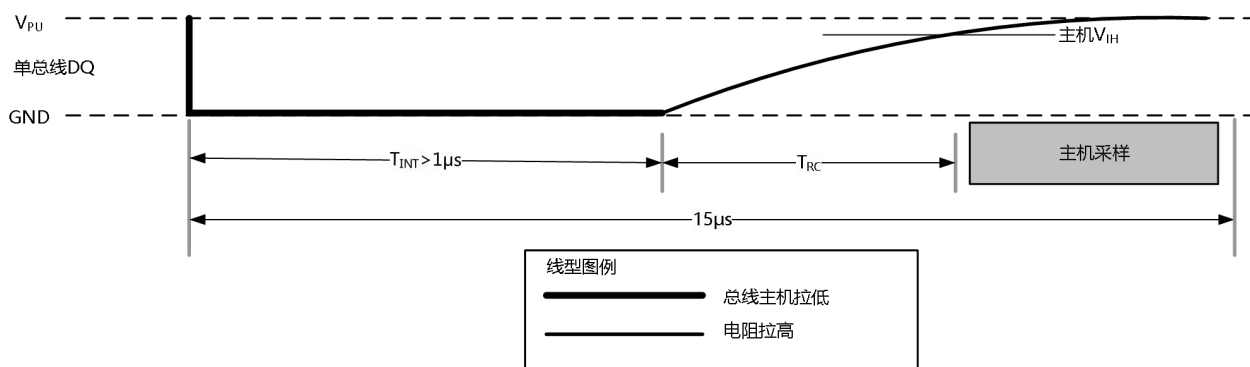 V_PU
单总线DQ
GND
主机V_IH
T_INT>1μs
T_RC
主机采样
15μs
线型图例
总线主机拉低
电阻拉高